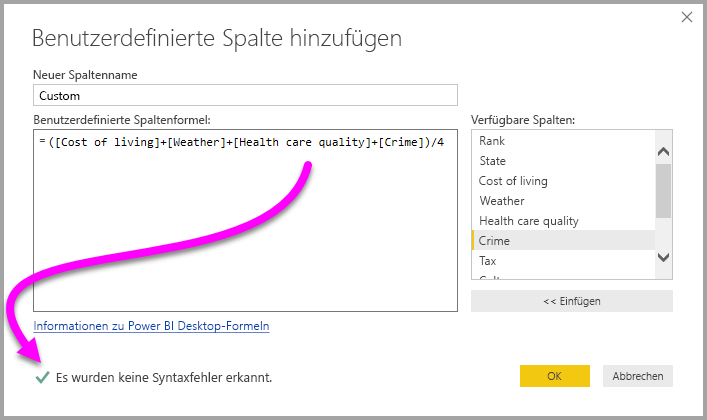 Benutzerdefinierte Spalte hinzufügen
Neuer Spaltenname
Custom
Benutzerdefinierte Spaltenformel:
=([Cost of living]+[Weather]+[Health care quality]+[Crime])/4
Verfügbare Spalten:
Rank
State
Cost of living
Weather
Health care quality
Crime
Tax
<< Einfügen
Informationen zu Power BI Desktop-Formeln
Es wurden keine Syntaxfehler erkannt.
OK
Abbrechen